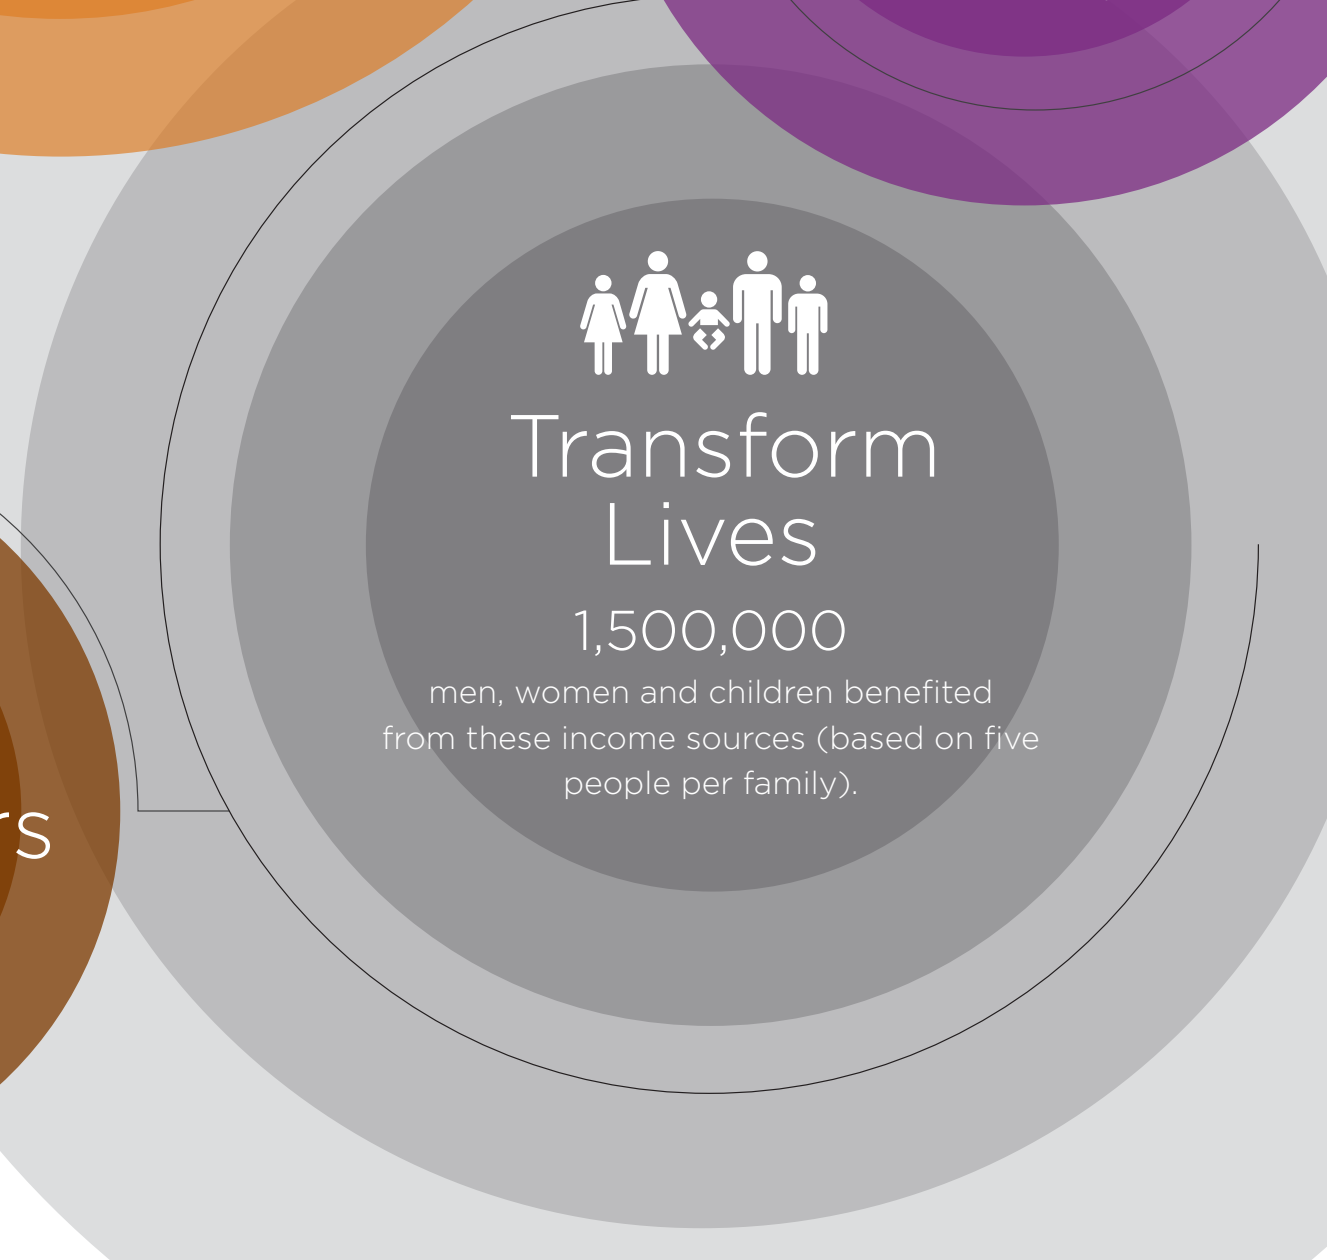 Transform
Lives
1,500,000
men, women and children benefited
from these income sources (based on five
people per family).
rs